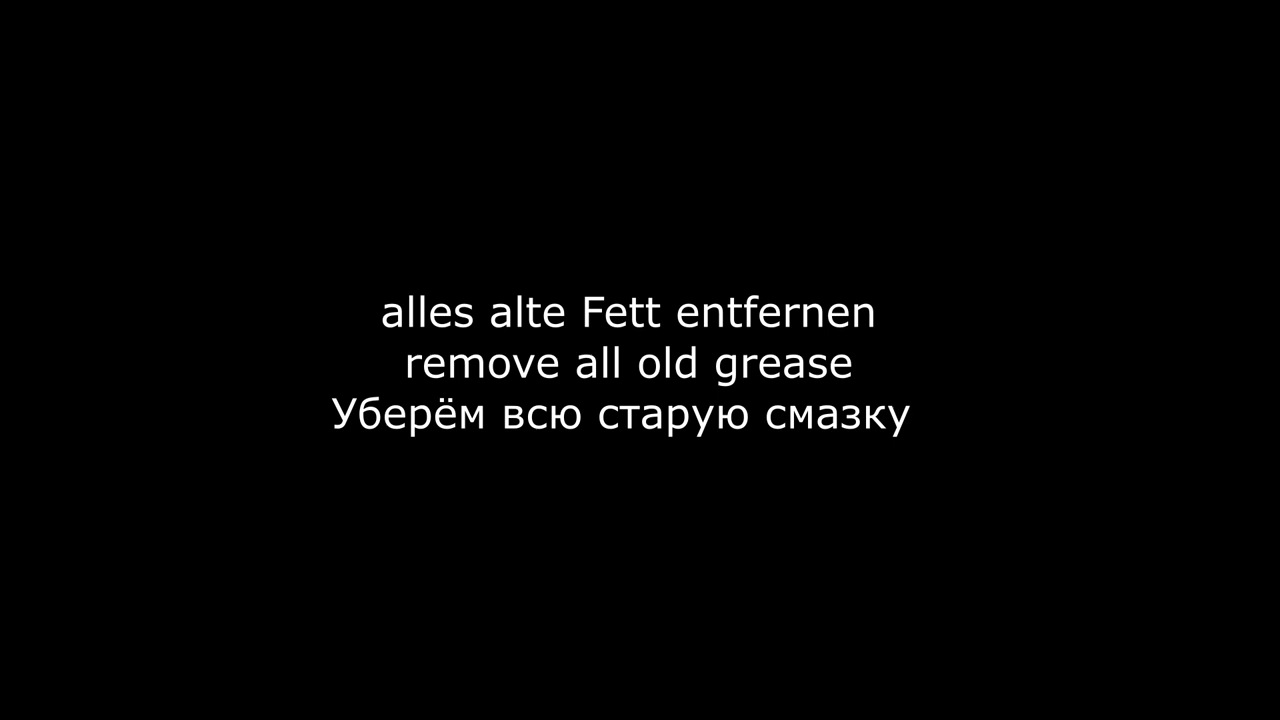 alles alte Fett entfernen
remove all old grease
Уберём всю старую смазку